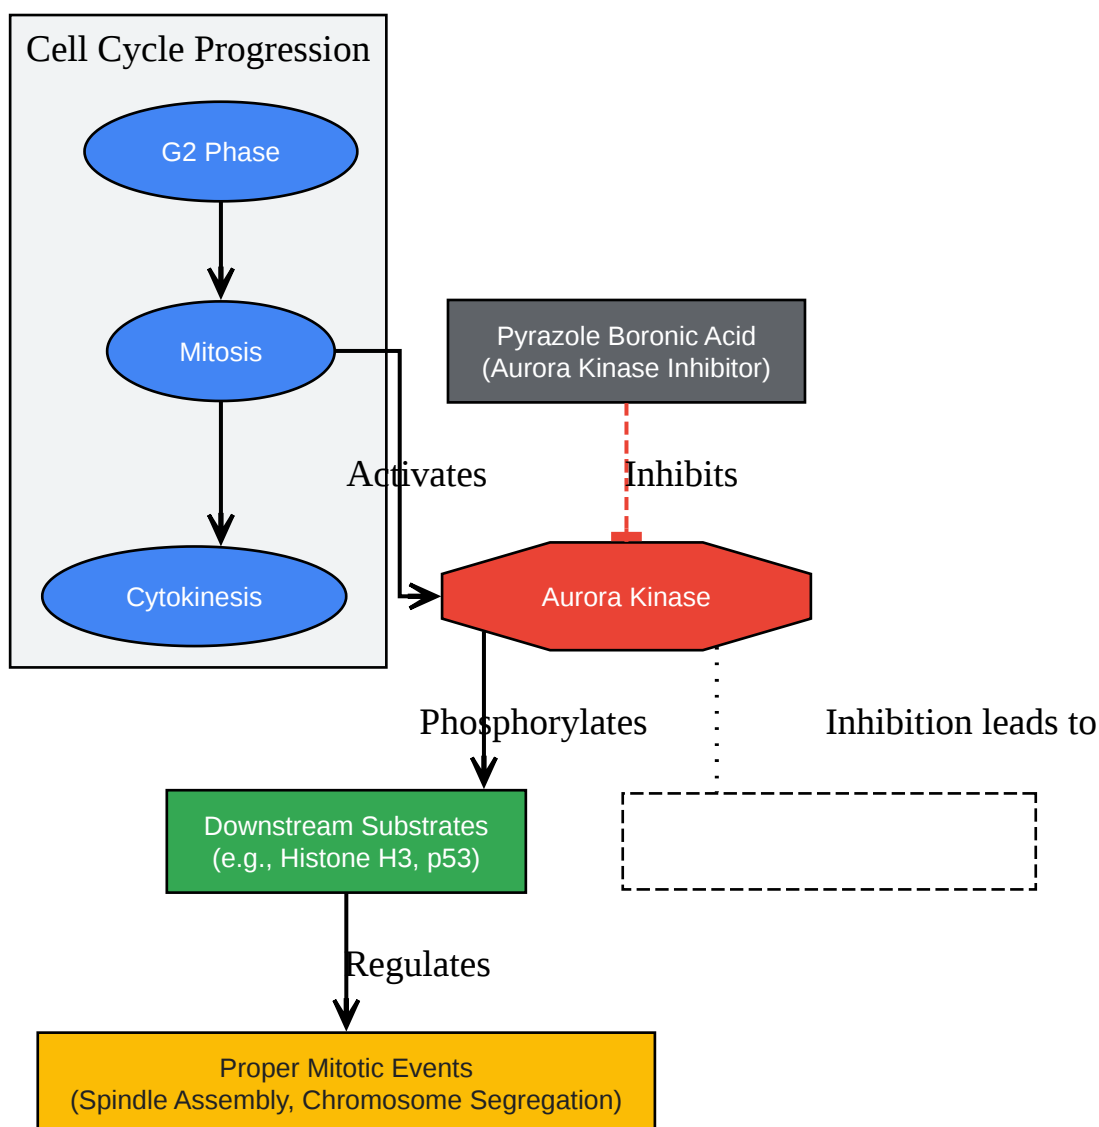 Cell Cycle Progression
G2 Phase
Mitosis
Pyrazole Boronic Acid
(Aurora Kinase Inhibitor)
Activates
Inhibits
Cytokinesis
Aurora Kinase
Phosphorylates
Inhibition leads to
Downstream Substrates
(e.g., Histone H3, p53)
Regulates
Proper Mitotic Events
(Spindle Assembly, Chromosome Segregation)